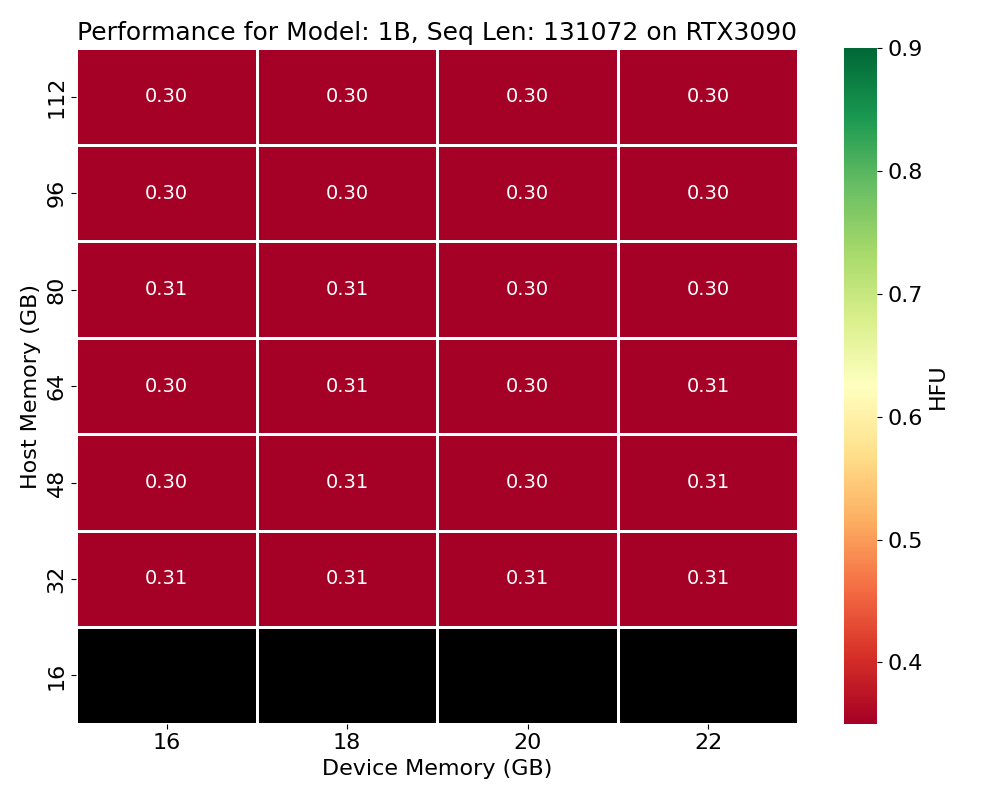 Performance for Model: 1B, Seq Len: 131072 on RTX3090
112 0.30 0.30 0.30 0.30
96 0.30 0.30 0.30 0.30
80 0.31 0.31 0.30 0.30
64 0.30 0.31 0.30 0.31
48 0.30 0.31 0.30 0.31
32 0.31 0.31 0.31 0.31
16
Host Memory (GB)
16 18 20 22
Device Memory (GB)
0.9
0.8
0.7
0.6
0.5
0.4
HFU